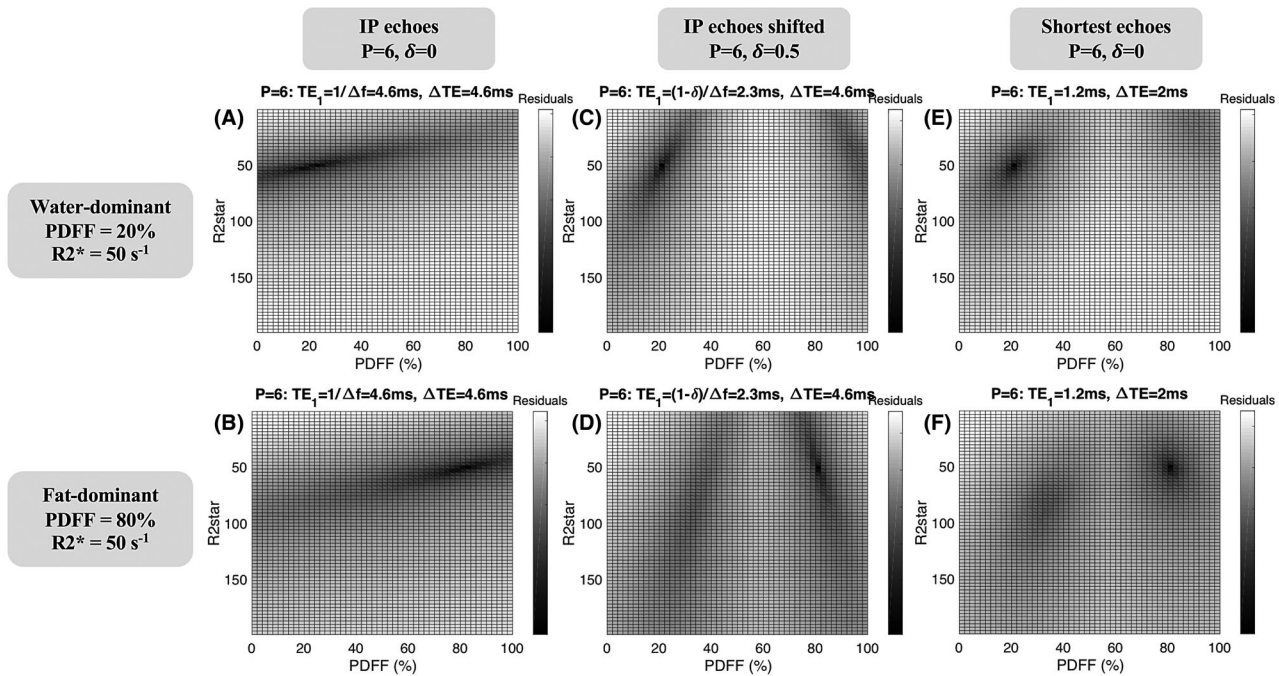 IP echoes
P=6, δ=0
IP echoes shifted
P=6, δ=0.5
Shortest echoes
P=6, δ=0
Water-dominant
PDFF = 20%
R2* = 50 s⁻¹
Fat-dominant
PDFF = 80%
R2* = 50 s⁻¹
(A)
P=6: TE₁=1/Δf=4.6ms, ΔTE=4.6ms
Residuals
R2star
50
100
150
0 20 40 60 80 100
PDFF (%)
(C)
P=6: TE₁=(1-δ)/Δf=2.3ms, ΔTE=4.6ms
Residuals
R2star
50
100
150
0 20 40 60 80 100
PDFF (%)
(E)
P=6: TE₁=1.2ms, ΔTE=2ms
Residuals
R2star
50
100
150
0 20 40 60 80 100
PDFF (%)
(B)
P=6: TE₁=1/Δf=4.6ms, ΔTE=4.6ms
Residuals
R2star
50
100
150
0 20 40 60 80 100
PDFF (%)
(D)
P=6: TE₁=(1-δ)/Δf=2.3ms, ΔTE=4.6ms
Residuals
R2star
50
100
150
0 20 40 60 80 100
PDFF (%)
(F)
P=6: TE₁=1.2ms, ΔTE=2ms
Residuals
R2star
50
100
150
0 20 40 60 80 100
PDFF (%)